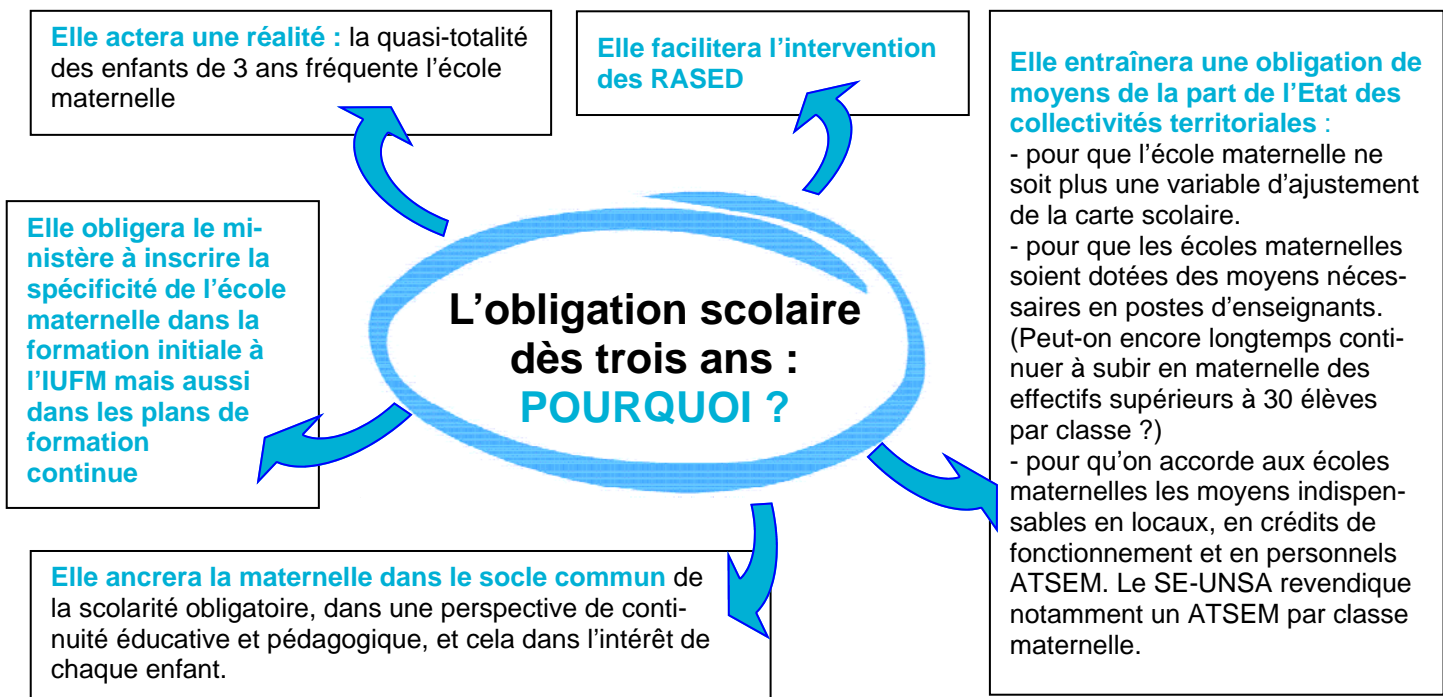 Elle actera une réalité : la quasi-totalité
des enfants de 3 ans fréquente l’école
maternelle
Elle facilitera l’intervention
des RASED
Elle entraînera une obligation de
moyens de la part de l’Etat des
collectivités territoriales :
- pour que l’école maternelle ne
soit plus une variable d’ajustement
de la carte scolaire.
- pour que les écoles maternelles
soient dotées des moyens néces-
saires en postes d’enseignants.
(Peut-on encore longtemps conti-
nuer à subir en maternelle des
effectifs supérieurs à 30 élèves
par classe ?)
- pour qu’on accorde aux écoles
maternelles les moyens indispen-
sables en locaux, en crédits de
fonctionnement et en personnels
ATSEM. Le SE-UNSA revendique
notamment un ATSEM par classe
maternelle.
Elle obligera le mi-
nistère à inscrire la
spécificité de l’école
maternelle dans la
formation initiale à
l’IUFM mais aussi
dans les plans de
formation
continue
L’obligation scolaire
dès trois ans :
POURQUOI ?
Elle ancrera la maternelle dans le socle commun de
la scolarité obligatoire, dans une perspective de conti-
nuité éducative et pédagogique, et cela dans l’intérêt de
chaque enfant.